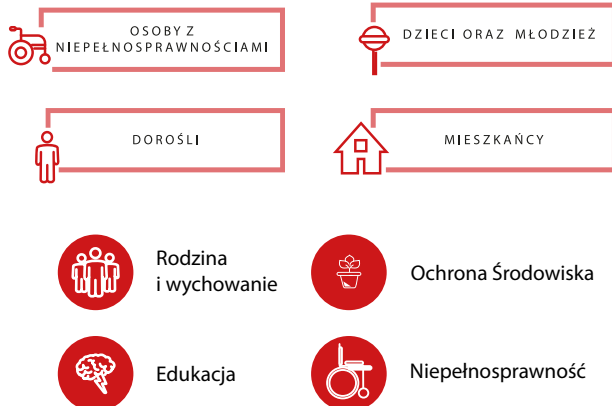 OSOBY Z
NIEPEŁNOSPRAWNOŚCIAMI
DZIECI ORAZ MŁODZIEŻ
DOROŚLI
MIESZKAŃCY
Rodzina
i wychowanie
Ochrona Środowiska
Edukacja
Niepełnosprawność